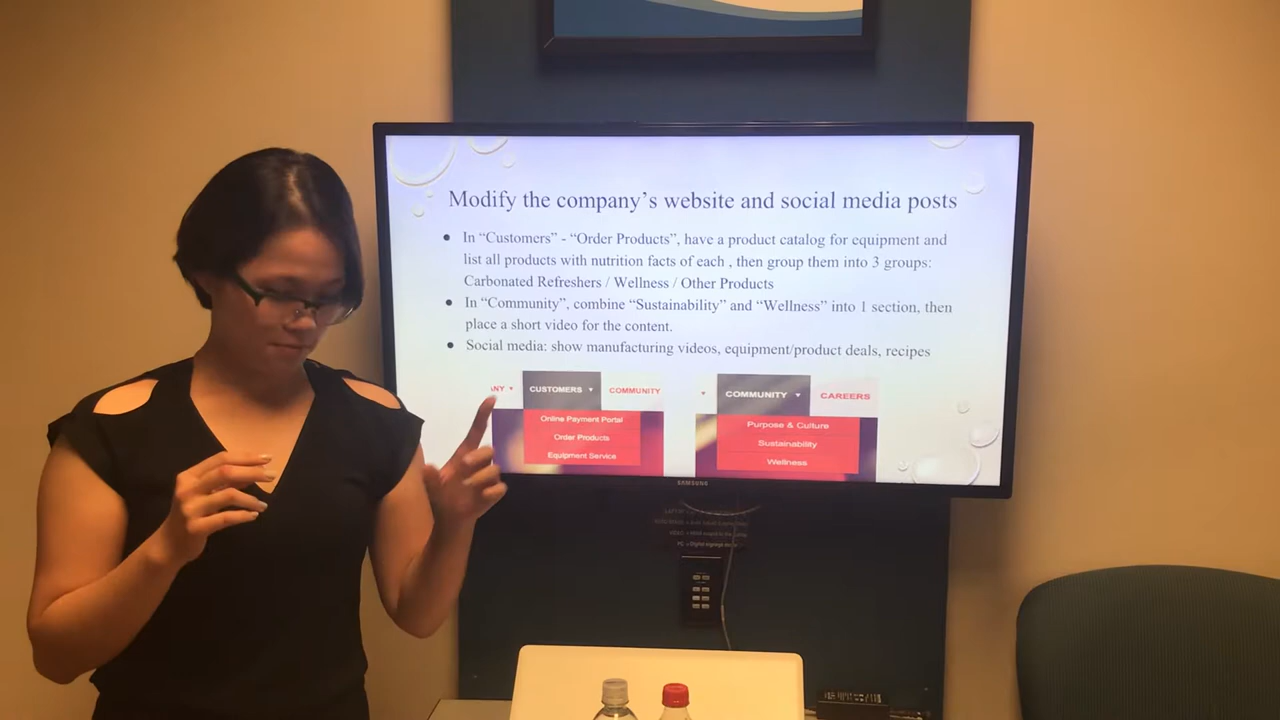 Modify the company's website and social media posts
• In “Customers” - “Order Products”, have a product catalog for equipment and
list all products with nutrition facts of each , then group them into 3 groups:
Carbonated Refreshers / Wellness / Other Products
• In “Community”, combine “Sustainability” and “Wellness” into 1 section, then
place a short video for the content.
• Social media: show manufacturing videos, equipment/product deals, recipes
NY ▾ CUSTOMERS ▾ COMMUNITY
Online Payment Portal
Order Products
Equipment Service
▾ COMMUNITY ▾ CAREERS
Purpose & Culture
Sustainability
Wellness
SAMSUNG